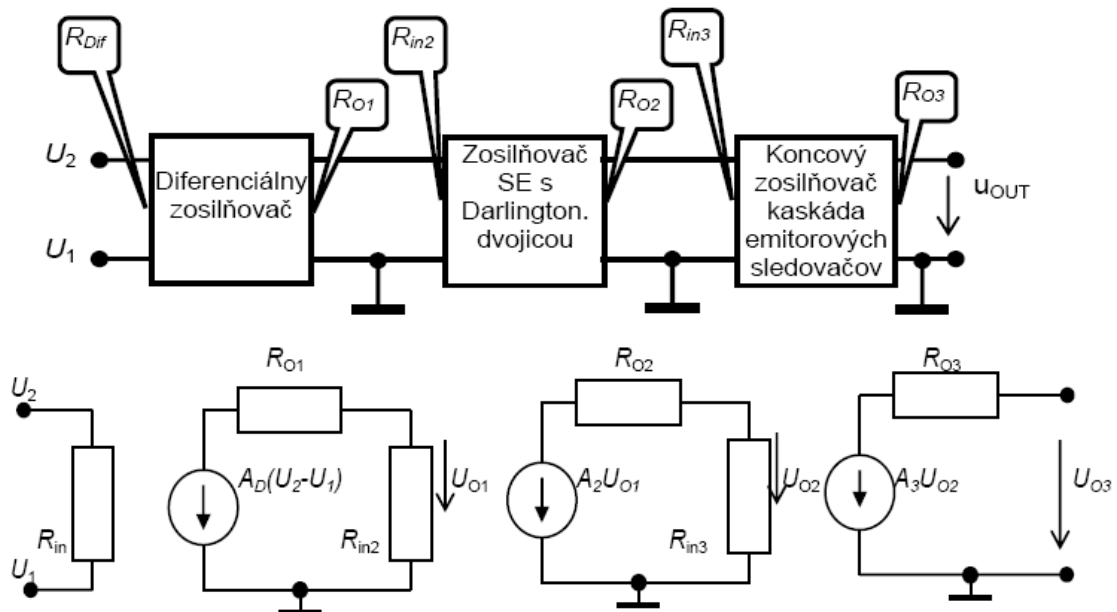 R_Dif
R_in2
R_in3
R_O1
R_O2
R_O3
U_2
U_1
Diferenciálny
zosilňovač
Zosilňovač
SE s
Darlington.
dvojicou
Koncový
zosilňovač
kaskáda
emitorových
sledovačov
u_OUT
R_O1
R_O2
R_O3
U_2
A_D(U_2-U_1)
U_O1
A_2U_O1
U_O2
A_3U_O2
U_O3
R_in
R_in2
R_in3
U_1